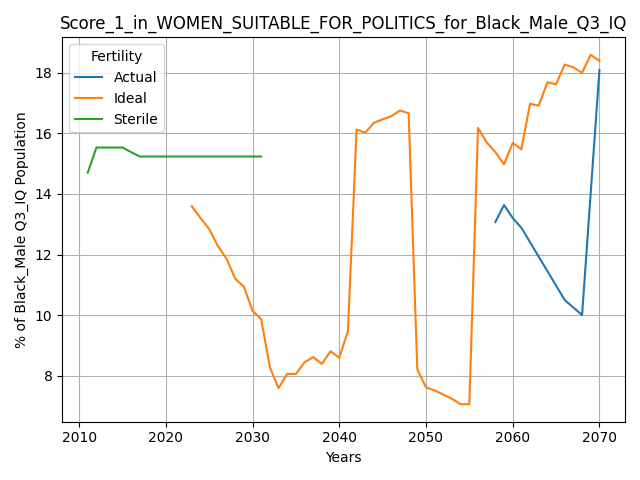 Score_1_in_WOMEN_SUITABLE_FOR_POLITICS_for_Black_Male_Q3_IQ
Fertility
Actual
Ideal
Sterile
% of Black_Male Q3_IQ Population
18
16
14
12
10
8
2010 2020 2030 2040 2050 2060 2070
Years